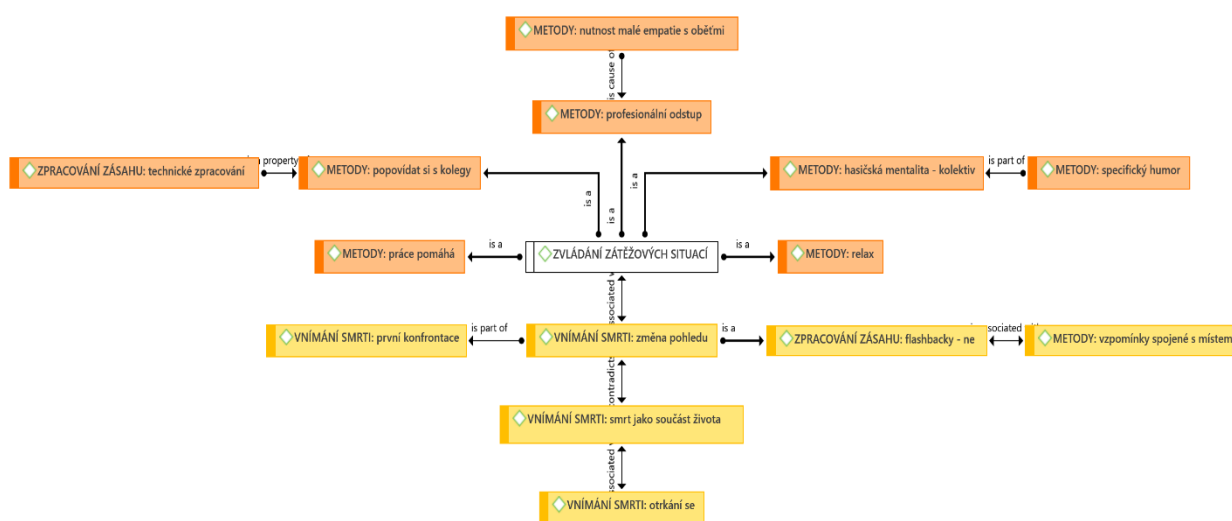 METODY: nutnost malé empatie s oběťmi
is cause of
METODY: profesionální odstup
ZPRACOVÁNÍ ZÁSAHU: technické zpracování
a property
METODY: popovídat si s kolegy
METODY: hasičská mentalita - kolektiv
is part of
METODY: specifický humor
is a
is a
is a
METODY: práce pomáhá
is a
ZVLÁDÁNÍ ZÁTĚŽOVÝCH SITUACÍ
is a
METODY: relax
VNÍMÁNÍ SMRTI: první konfrontace
is part of
VNÍMÁNÍ SMRTI: změna pohledu
is a
ZPRACOVÁNÍ ZÁSAHU: flashbacky - ne
METODY: vzpomínky spojené s místem
contradicts
VNÍMÁNÍ SMRTI: smrt jako součást života
VNÍMÁNÍ SMRTI: otrkání se